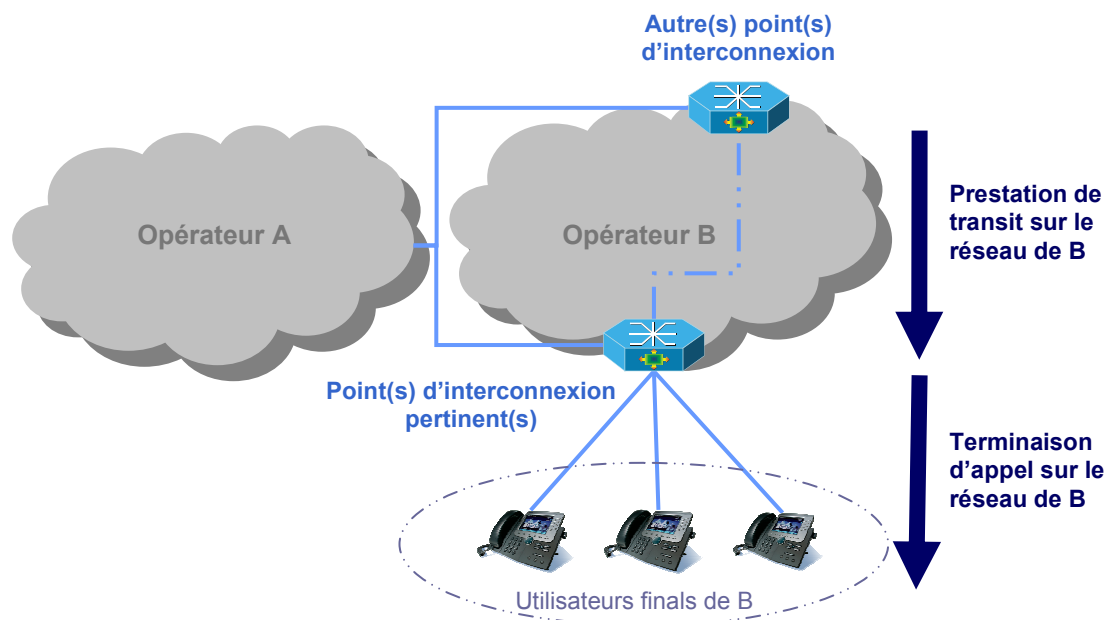 Autre(s) point(s)
d’interconnexion
Opérateur A
Opérateur B
Prestation de
transit sur le
réseau de B
Point(s) d’interconnexion
pertinent(s)
Terminaison
d’appel sur le
réseau de B
Utilisateurs finals de B